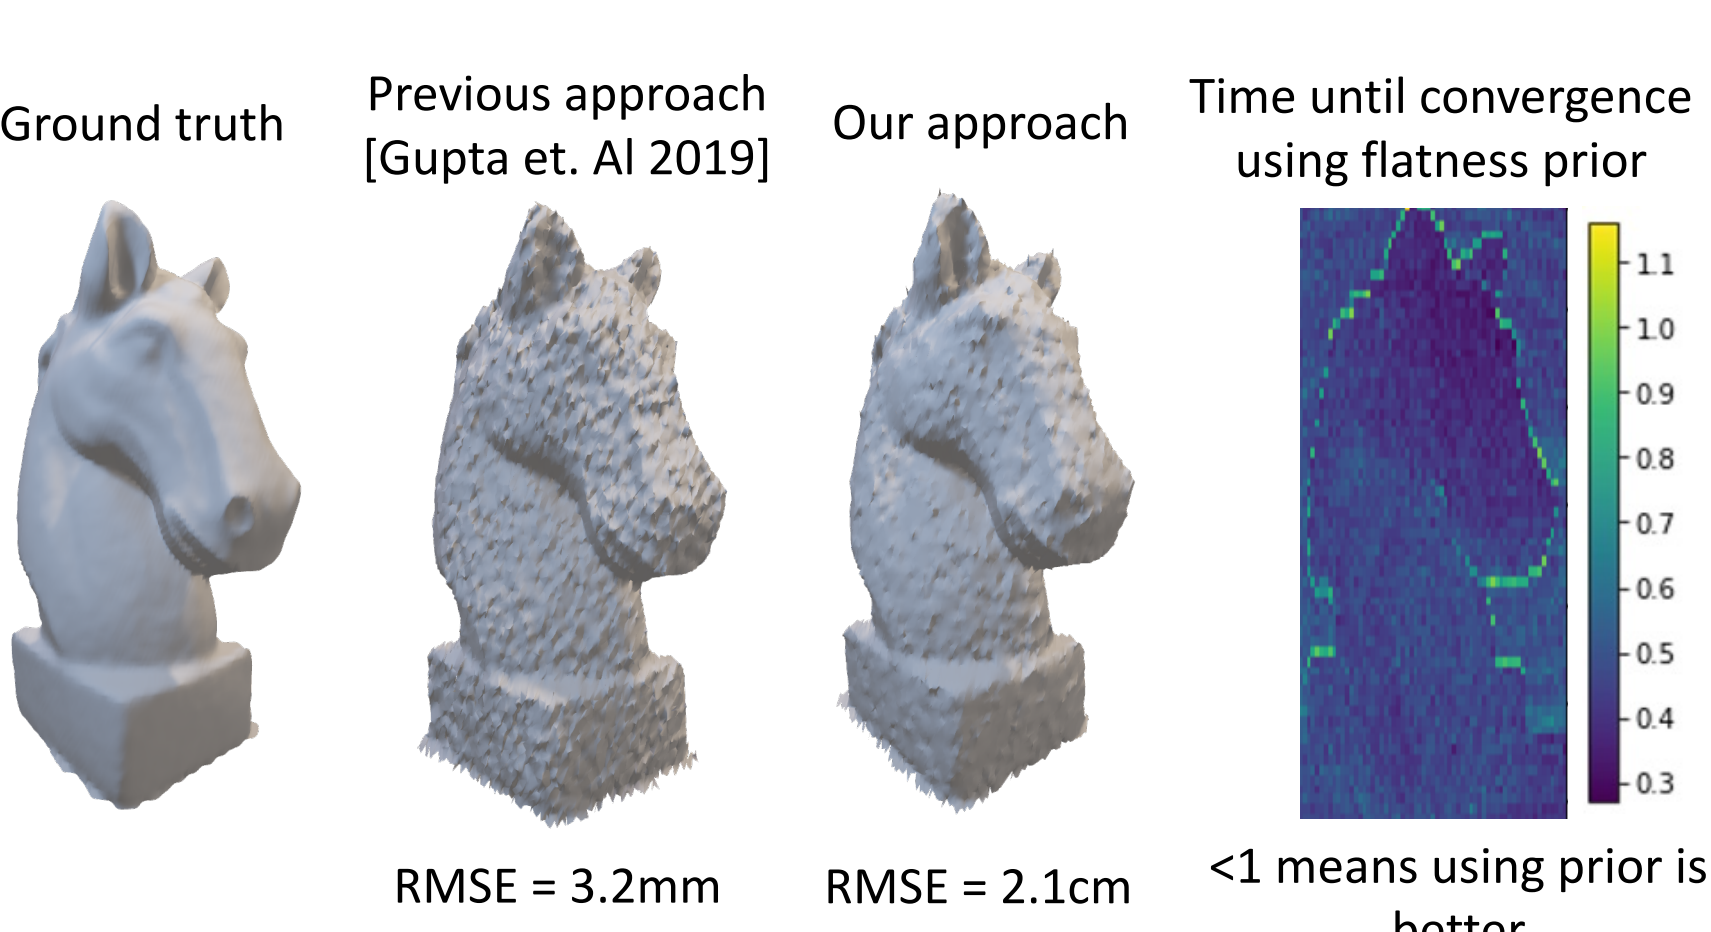 Ground truth
Previous approach
[Gupta et. Al 2019]
Our approach
Time until convergence
using flatness prior
1.1
1.0
0.9
0.8
0.7
0.6
0.5
0.4
0.3
RMSE = 3.2mm
RMSE = 2.1cm
<1 means using prior is
better